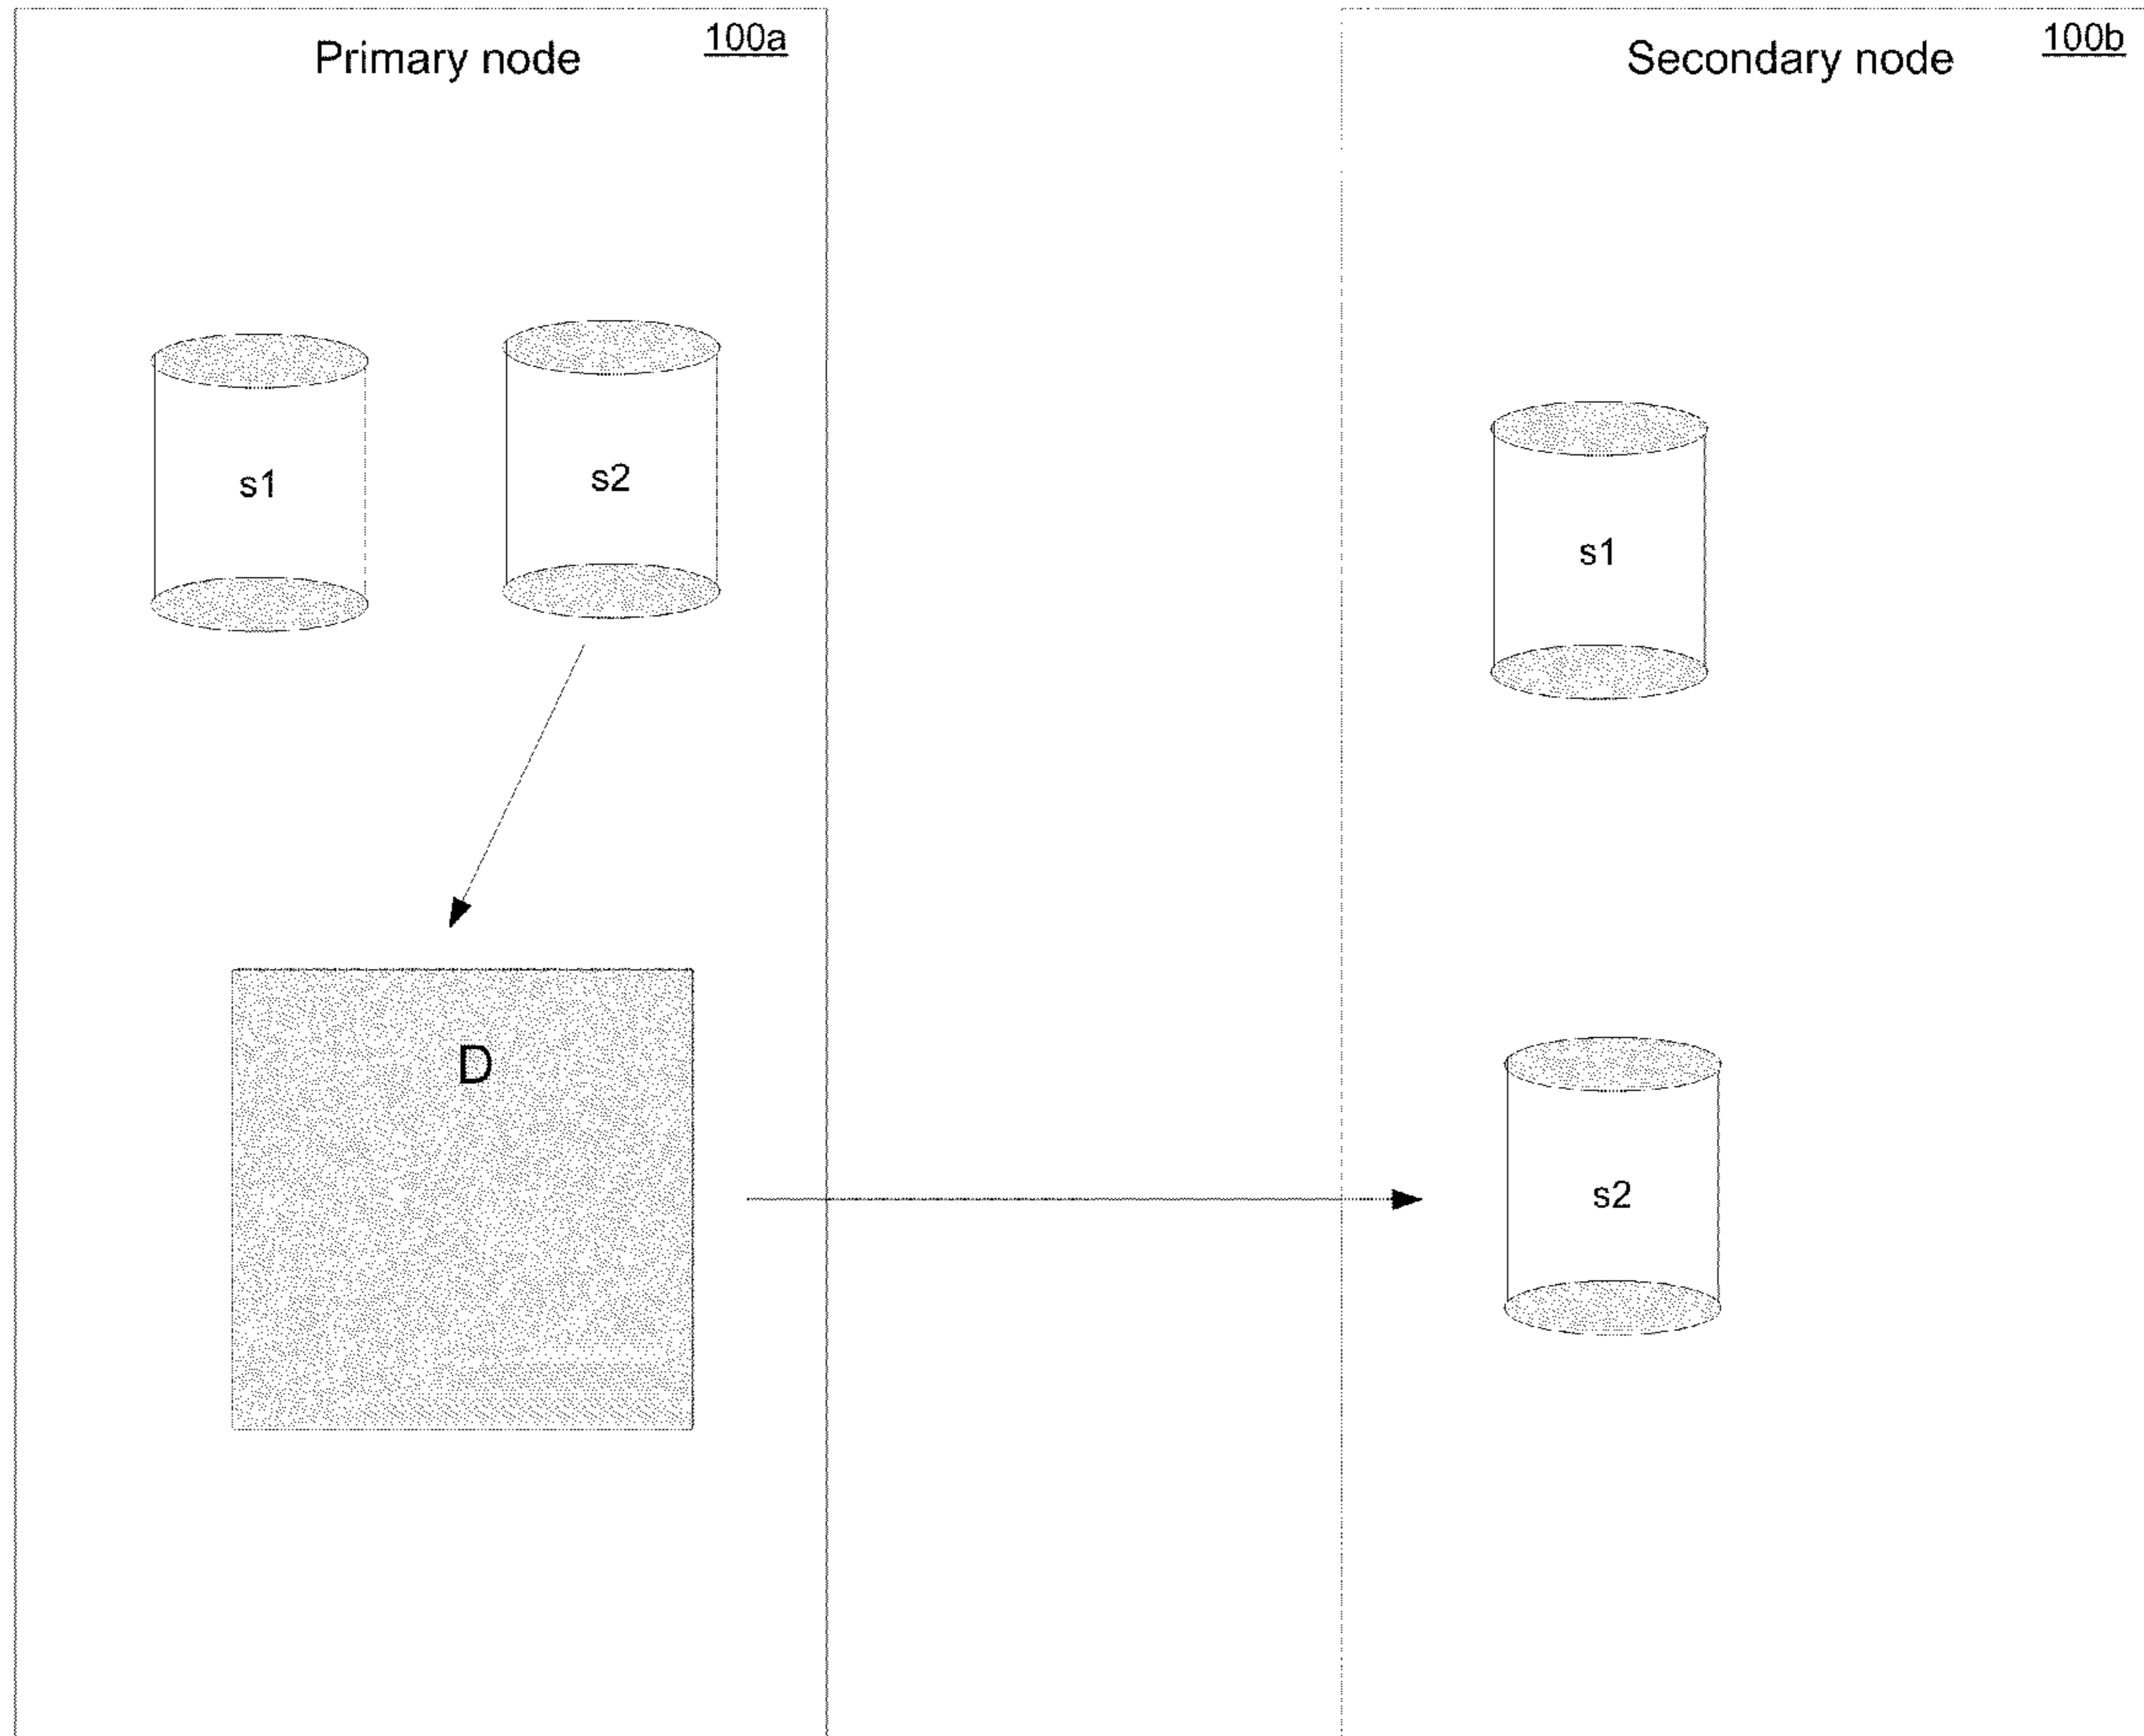 Primary node
100a
Secondary node
100b
s1
s2
s1
D
s2